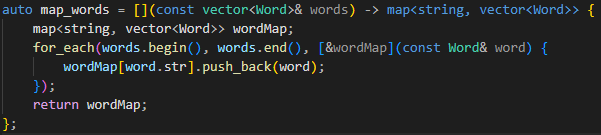 auto map_words = [](const vector<Word>& words) -> map<string, vector<Word>> {
    map<string, vector<Word>> wordMap;
    for_each(words.begin(), words.end(), [&wordMap](const Word& word) {
        wordMap[word.str].push_back(word);
    });
    return wordMap;
};